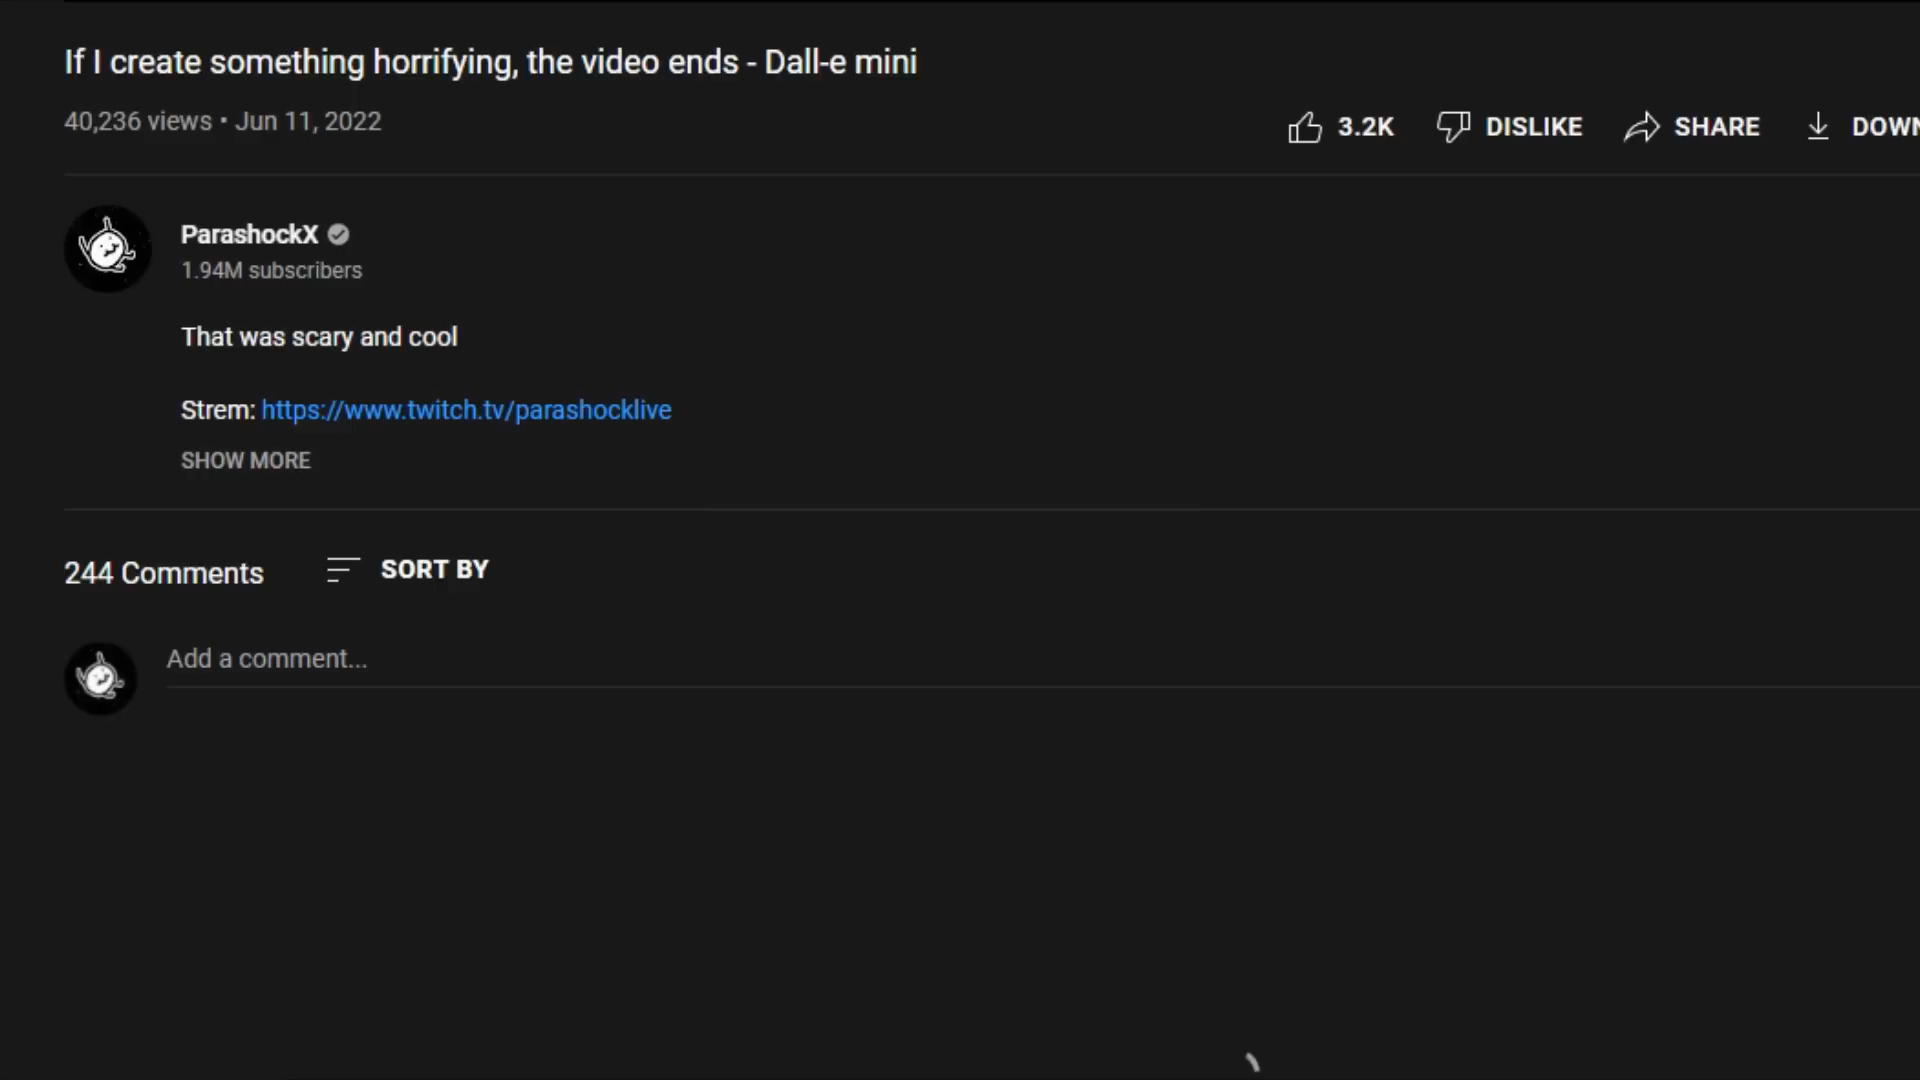 If I create something horrifying, the video ends - Dall-e mini
40,236 views • Jun 11, 2022
3.2K DISLIKE SHARE DOWN
ParashockX
1.94M subscribers
That was scary and cool
Strem: https://www.twitch.tv/parashocklive
SHOW MORE
244 Comments SORT BY
Add a comment...